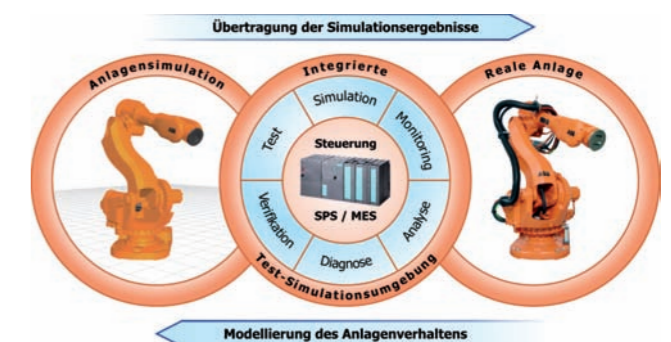 Übertragung der Simulationsergebnisse
Anlagensimulation
Integrierte
Reale Anlage
Simulation
Test
Monitoring
Steuerung
SPS / MES
Verifikation
Analyse
Diagnose
Test-Simulationsumgebung
Modellierung des Anlagenverhaltens